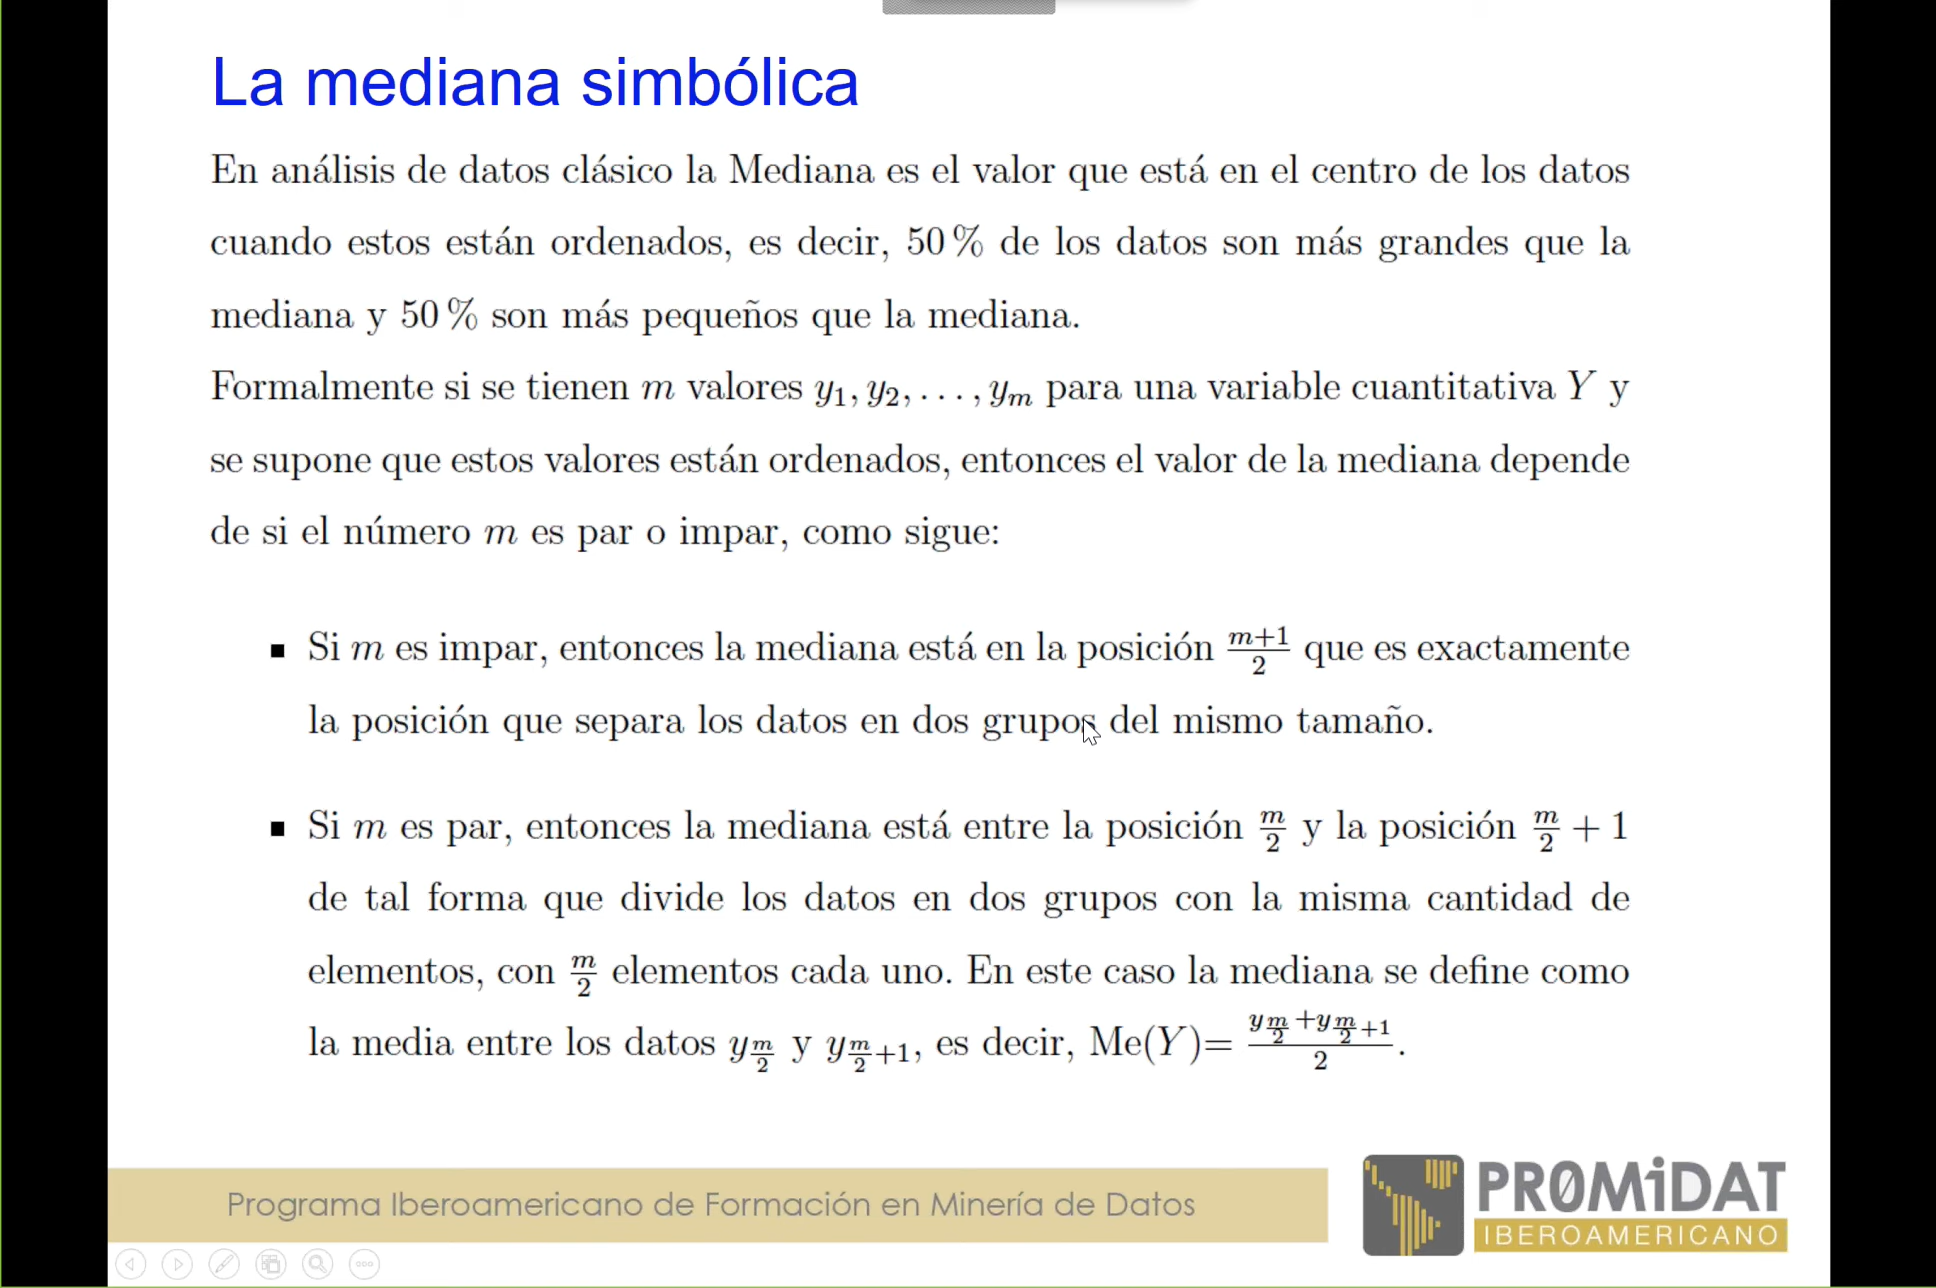 La mediana simbólica
En análisis de datos clásico la Mediana es el valor que está en el centro de los datos
cuando estos están ordenados, es decir, 50 % de los datos son más grandes que la
mediana y 50 % son más pequeños que la mediana.
Formalmente si se tienen m valores y₁, y₂, . . . , yₘ para una variable cuantitativa Y y
se supone que estos valores están ordenados, entonces el valor de la mediana depende
de si el número m es par o impar, como sigue:
▪ Si m es impar, entonces la mediana está en la posición \frac{m+1}{2} que es exactamente
la posición que separa los datos en dos grupos del mismo tamaño.
▪ Si m es par, entonces la mediana está entre la posición \frac{m}{2} y la posición \frac{m}{2} + 1
de tal forma que divide los datos en dos grupos con la misma cantidad de
elementos, con \frac{m}{2} elementos cada uno. En este caso la mediana se define como
la media entre los datos y_{\frac{m}{2}} y y_{\frac{m}{2}+1}, es decir, Me(Y)= \frac{y_{\frac{m}{2}}+y_{\frac{m}{2}+1}}{2}.
Programa Iberoamericano de Formación en Minería de Datos
PR0MiDAT
IBEROAMERICANO